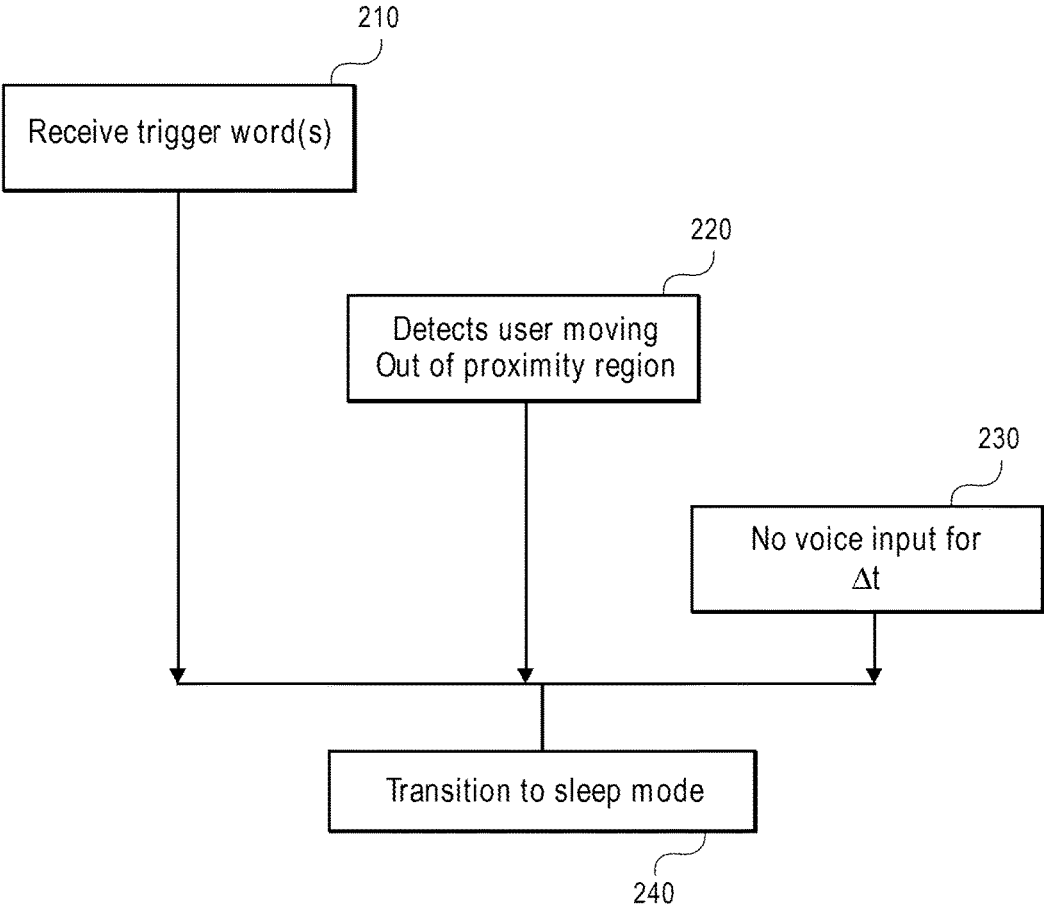 210
Receive trigger word(s)
220
Detects user moving
Out of proximity region
230
No voice input for
Δt
Transition to sleep mode
240